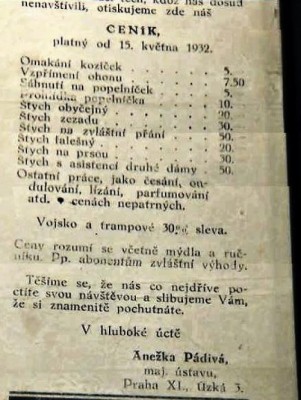 nenavštívili, otiskujeme zde náš
CENÍK,
platný od 15. května 1932.
Omakání koziček . . . 5.
Vzpřímení ohonu . . . 7.50
Sáhnutí na popelníček . . 5.
Prohlídka popelníčka . . 10.
Štych obyčejný . . . 20.
Štych zezadu . . . 30.
Štych na zvláštní přání . . 50.
Štych falešný . . . 20.
Štych na prsou . . . 30.
Štych s asistencí druhé dámy . 50.
Ostatní práce, jako česání, on-
dulování, lízání, parfumování
atd. v cenách nepatrných.
Vojsko a trampové 30% sleva.
Ceny rozumí se včetně mýdla a ruč-
níku. Pp. abonentům zvláštní výhody.
Těšíme se, že nás co nejdříve po-
ctíte svou návštěvou a slibujeme Vám,
že si znamenitě pochutnáte.
V hluboké úctě
Anežka Pádivá,
maj. ústavu,
Praha XI., Úzká 3.